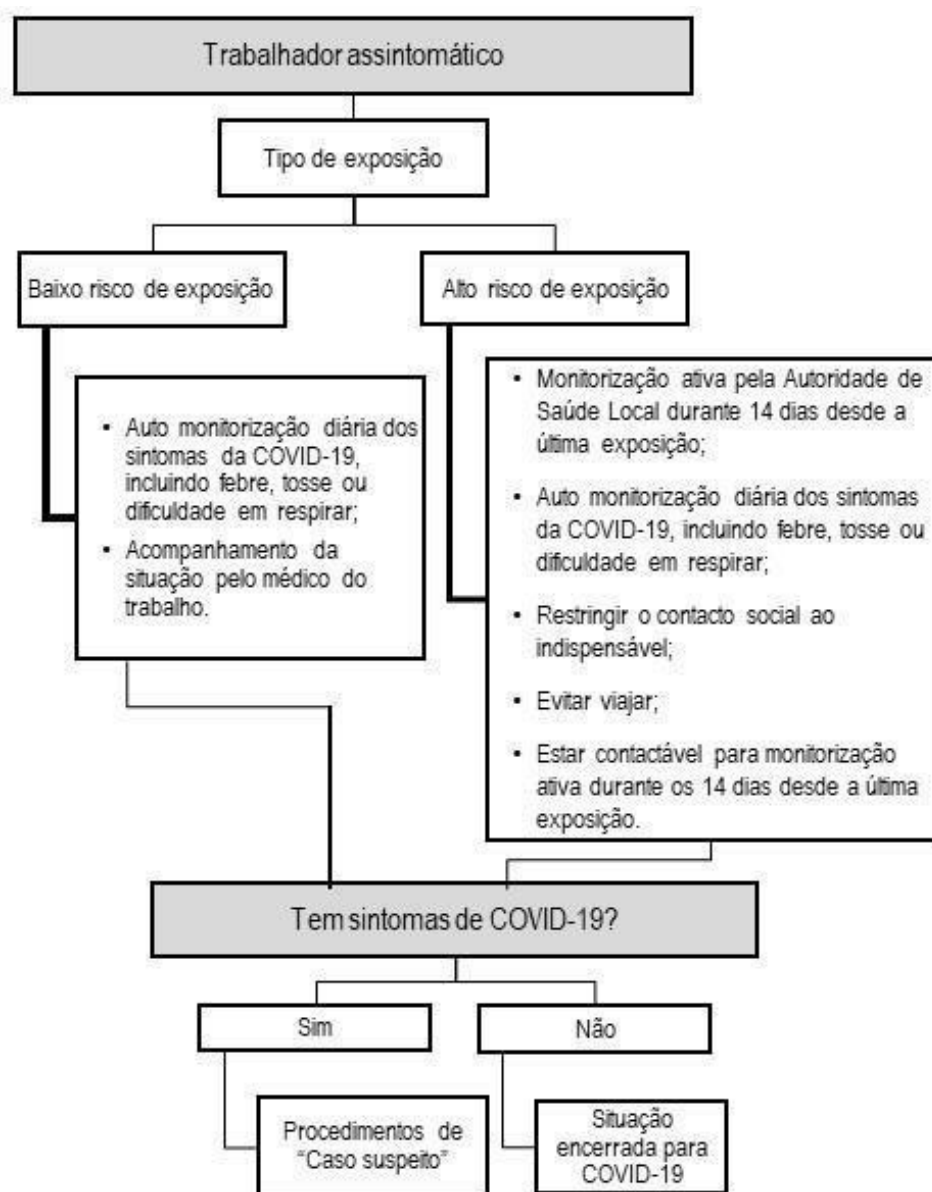 Trabalhador assintomático
Tipo de exposição
Baixo risco de exposição
Alto risco de exposição
• Auto monitorização diária dos
sintomas da COVID-19,
incluindo febre, tosse ou
dificuldade em respirar;
• Acompanhamento da
situação pelo médico do
trabalho.
• Monitorização ativa pela Autoridade de
Saúde Local durante 14 dias desde a
última exposição;
• Auto monitorização diária dos sintomas
da COVID-19, incluindo febre, tosse ou
dificuldade em respirar;
• Restringir o contacto social ao
indispensável;
• Evitar viajar;
• Estar contactável para monitorização
ativa durante os 14 dias desde a última
exposição.
Tem sintomas de COVID-19?
Sim
Não
Procedimentos de
“Caso suspeito”
Situação
encerrada para
COVID-19